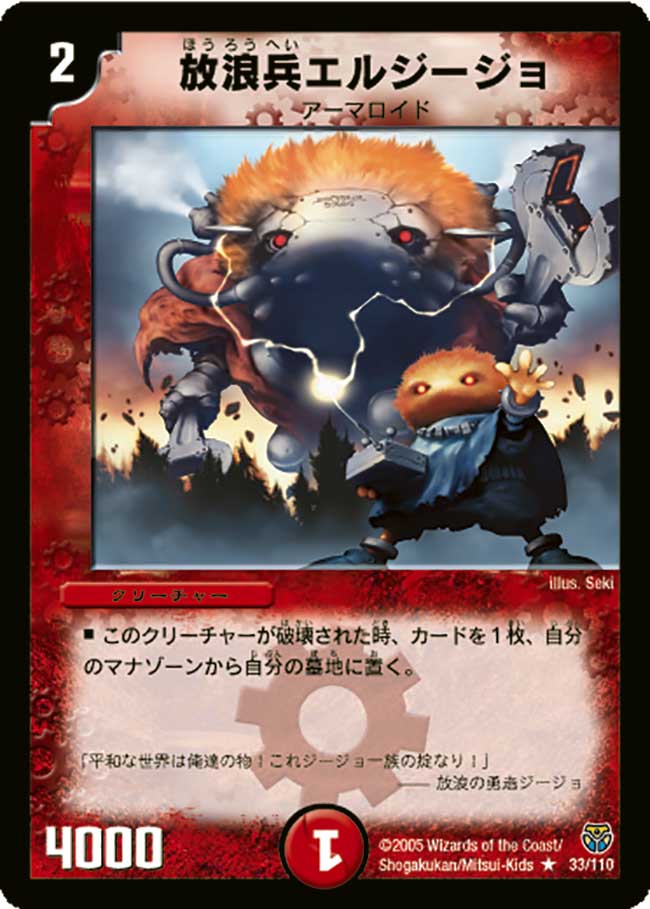 2
ほうろうへい
放浪兵エルジージョ
アーマロイド
illus. Seki
クリーチャー
■ このクリーチャーが破壊された時、カードを1枚、自分
のマナゾーンから自分の墓地に置く。
「平和な世界は俺達の物！これジージョ一族の掟なり！」
—— 放浪の勇者ジージョ
4000
1
©2005 Wizards of the Coast/
Shogakukan/Mitsui-Kids ★ 33/110